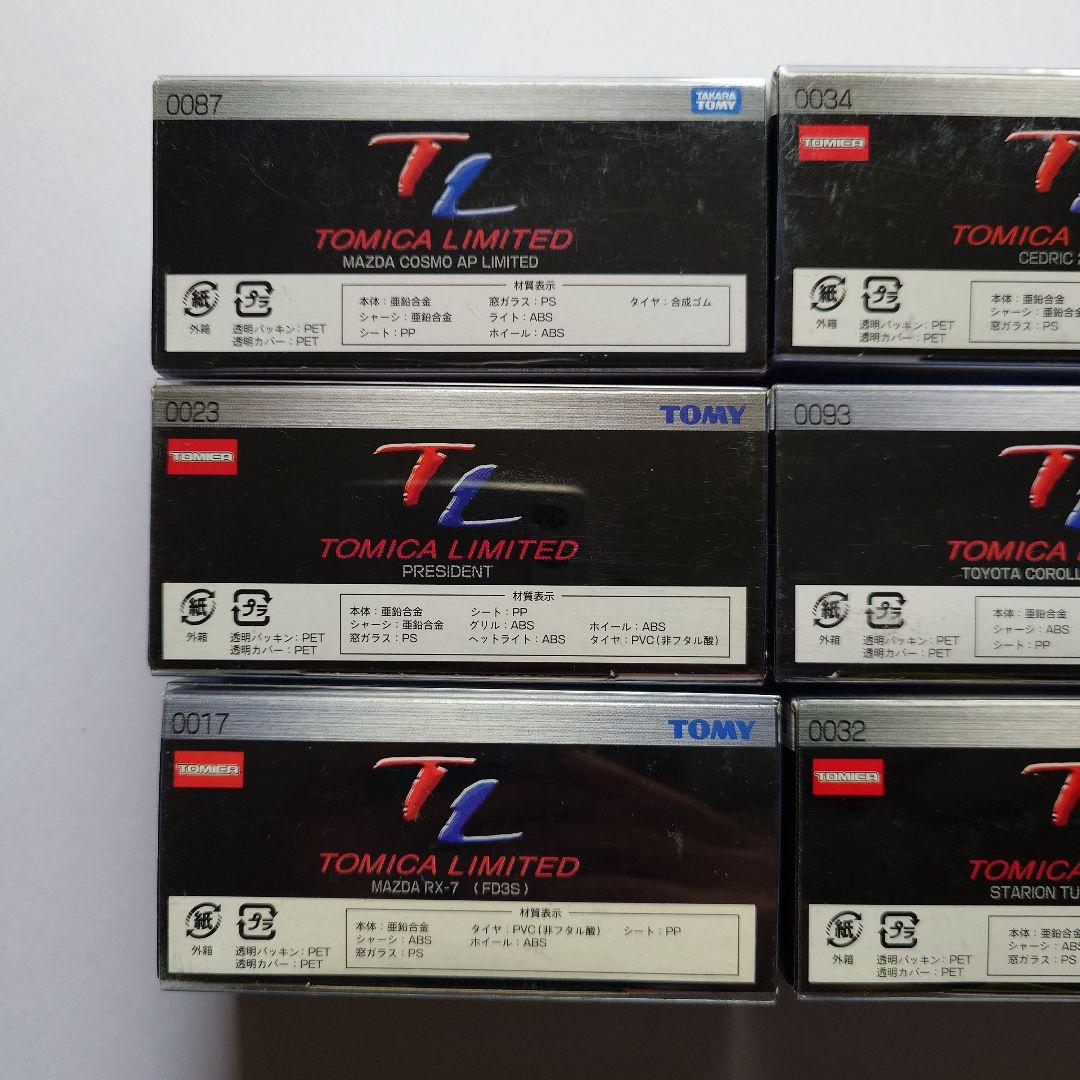 0087
TAKARA
TOMY
TL
TOMICA LIMITED
MAZDA COSMO AP LIMITED
紙
外箱
プラ
透明パッキン：PET
透明カバー：PET
材質表示
本体：亜鉛合金 窓ガラス：PS タイヤ：合成ゴム
シャーシ：亜鉛合金 ライト：ABS
シート：PP ホイール：ABS
0034
TOMICA
TOMICA
CEDRIC
紙
外箱
プラ
透明パッキン：PET
透明カバー：PET
本体：亜鉛合金
シャーシ：亜鉛合金
窓ガラス：PS
0023
TOMY
TOMICA
TL
TOMICA LIMITED
PRESIDENT
紙
外箱
プラ
透明パッキン：PET
透明カバー：PET
材質表示
本体：亜鉛合金 シート：PP
シャーシ：亜鉛合金 グリル：ABS ホイール：ABS
窓ガラス：PS ヘットライト：ABS タイヤ：PVC(非フタル酸)
0093
TOMICA
TOYOTA COROLL
紙
外箱
プラ
透明パッキン：PET
透明カバー：PET
本体：亜鉛合金
シャーシ：ABS
シート：PP
0017
TOMY
TOMICA
TL
TOMICA LIMITED
MAZDA RX-7 (FD3S)
紙
外箱
プラ
透明パッキン：PET
透明カバー：PET
材質表示
本体：亜鉛合金 タイヤ：PVC(非フタル酸) シート：PP
シャーシ：ABS ホイール：ABS
窓ガラス：PS
0032
TOMICA
TOMICA
STARION TU
紙
外箱
プラ
透明パッキン：PET
透明カバー：PET
本体：亜鉛合金
シャーシ：ABS
窓ガラス：PS